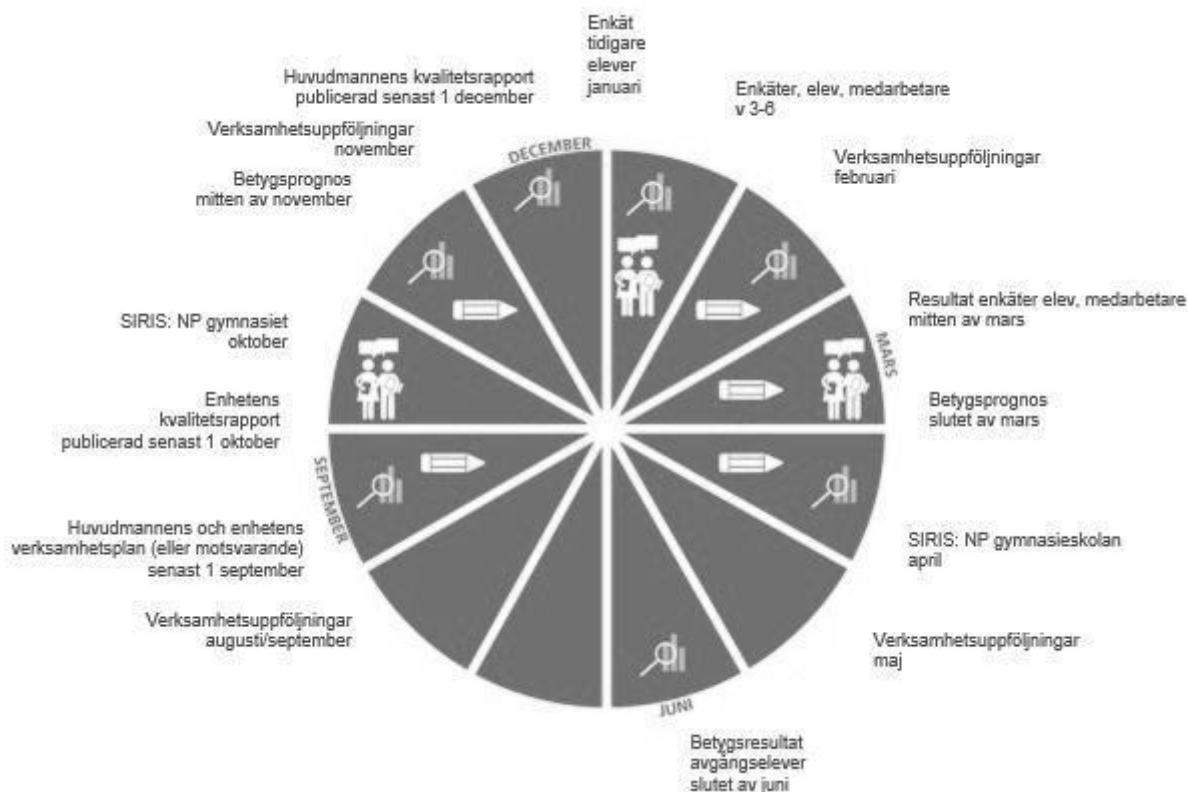 Enkät
tidigare
elever
januari
Enkäter, elev, medarbetare
v 3-6
Verksamhetsuppföljningar
februari
Resultat enkäter elev, medarbetare
mitten av mars
MARS
Betygsprognos
slutet av mars
SIRIS: NP gymnasieskolan
april
Verksamhetsuppföljningar
maj
JUNI
Betygsresultat
avgångselever
slutet av juni
Verksamhetsuppföljningar
augusti/september
Huvudmannens och enhetens
verksamhetsplan (eller motsvarande)
senast 1 september
SEPTEMBER
Enhetens
kvalitetsrapport
publicerad senast 1 oktober
SIRIS: NP gymnasiet
oktober
Betygsprognos
mitten av november
Verksamhetsuppföljningar
november
Huvudmannens kvalitetsrapport
publicerad senast 1 december
DECEMBER